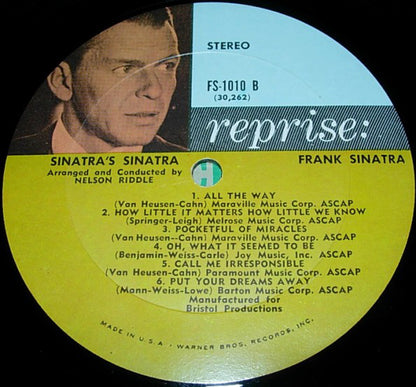 STEREO
FS-1010 B
(30,262)
reprise:
SINATRA'S SINATRA
FRANK SINATRA
Arranged and Conducted by
NELSON RIDDLE
1. ALL THE WAY
(Van Heusen-Cahn) Maraville Music Corp. ASCAP
2. HOW LITTLE IT MATTERS HOW LITTLE WE KNOW
(Springer-Leigh) Melrose Music Corp. ASCAP
3. POCKETFUL OF MIRACLES
(Van Heusen--Cahn) Maraville Music Corp. ASCAP
4. OH, WHAT IT SEEMED TO BE
(Benjamin-Weiss-Carle) Joy Music, Inc. ASCAP
5. CALL ME IRRESPONSIBLE
(Van Heusen-Cahn) Paramount Music Corp. ASCAP
6. PUT YOUR DREAMS AWAY
(Mann-Weiss-Lowe) Barton Music Corp. ASCAP
Manufactured for
Bristol Productions
MADE IN U.S.A. • WARNER BROS. RECORDS, INC.